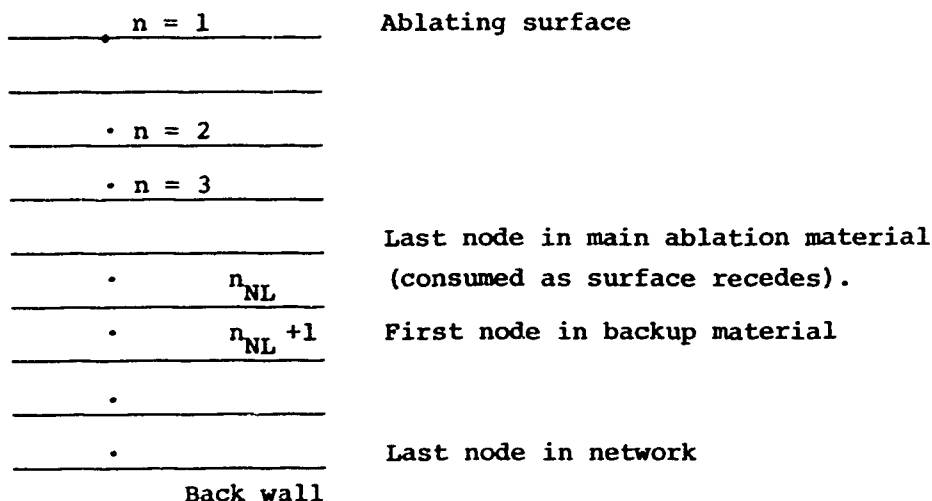 n = 1 Ablating surface
n = 2
n = 3
Last node in main ablation material
n_NL (consumed as surface recedes).
n_NL +1 First node in backup material
Last node in network
Back wall